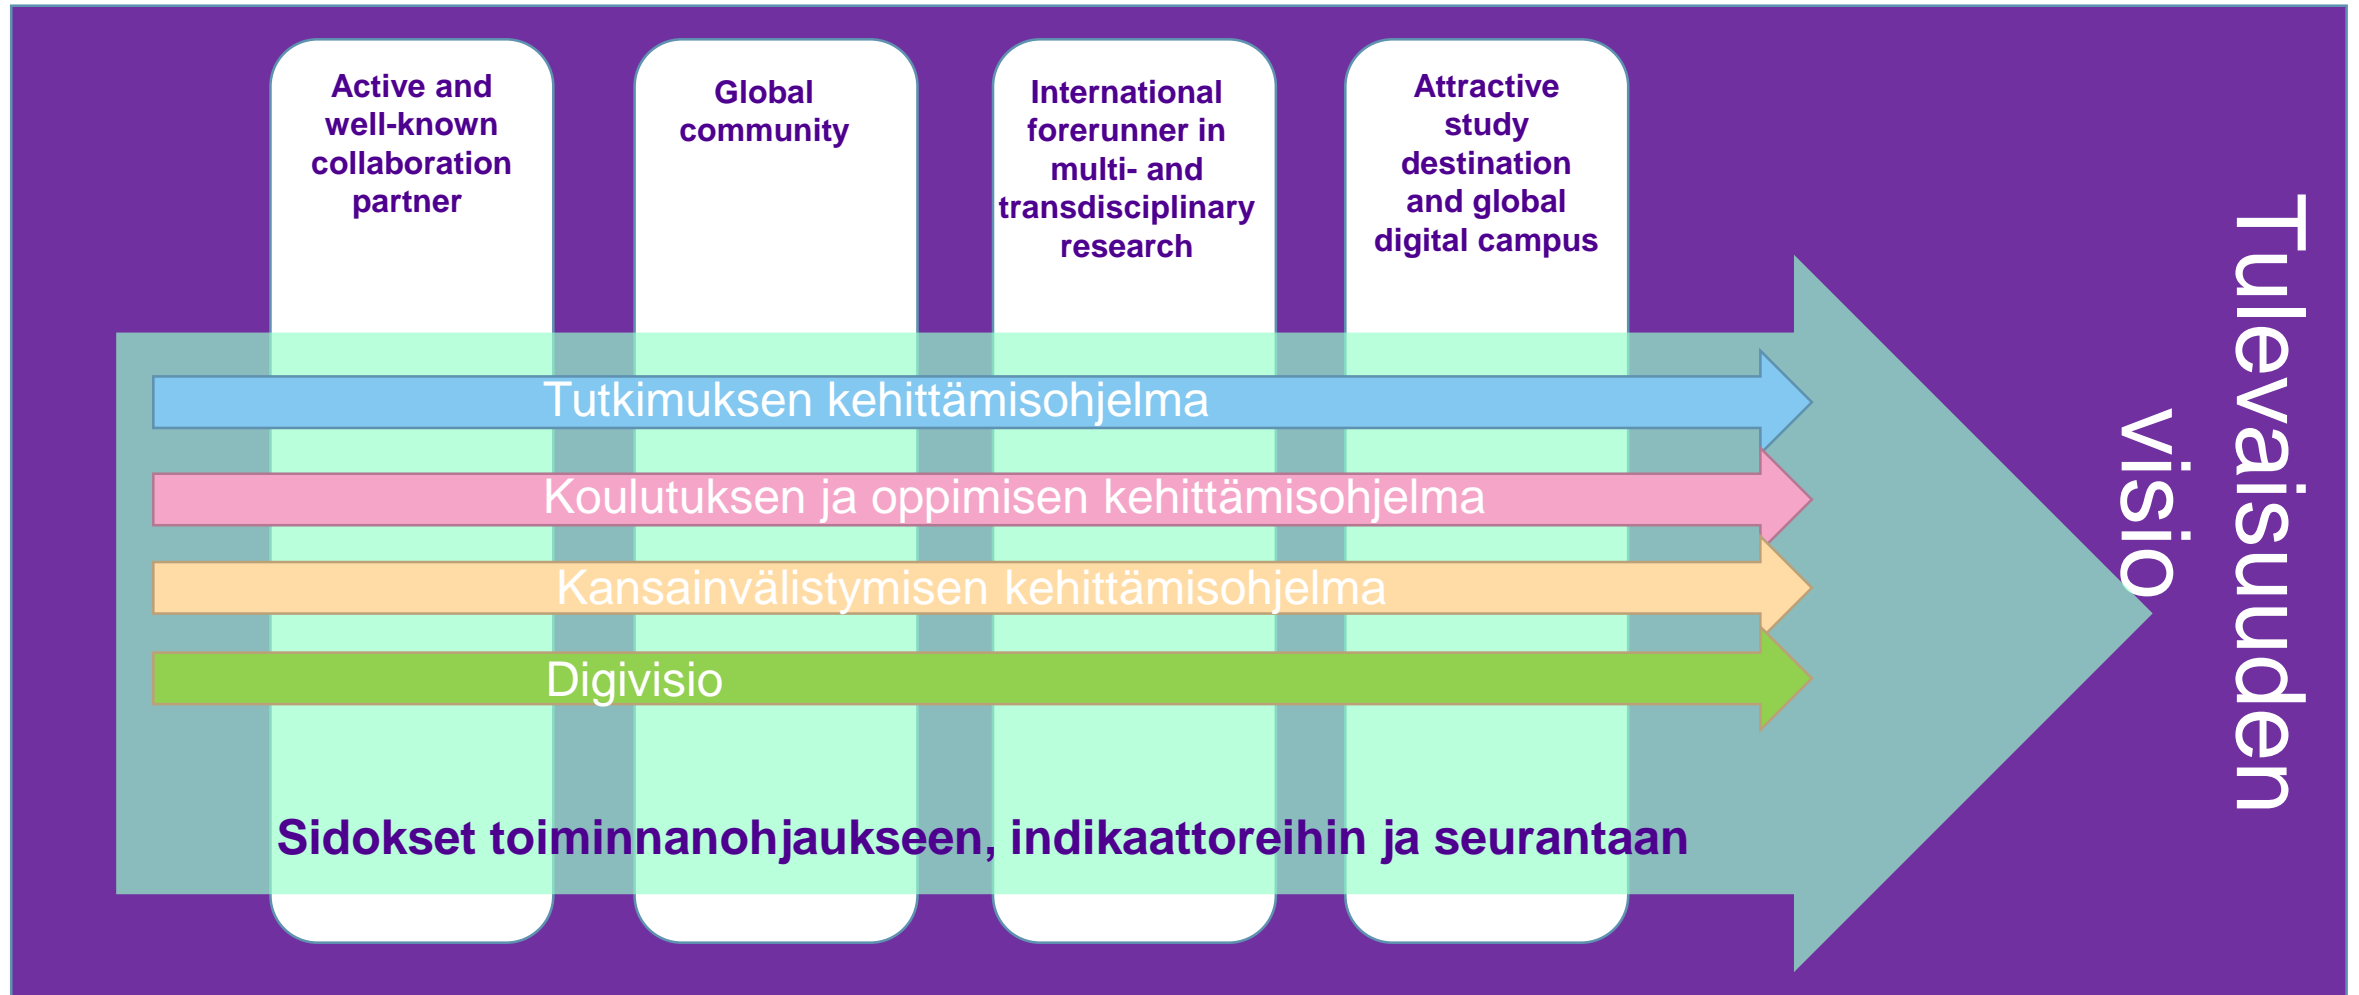 Active and
well-known
collaboration
partner
Global
community
International
forerunner in
multi- and
transdisciplinary
research
Attractive
study
destination
and global
digital campus
Tutkimuksen kehittämisohjelma
Koulutuksen ja oppimisen kehittämisohjelma
Kansainvälistymisen kehittämisohjelma
Digivisio
Sidokset toiminnanohjaukseen, indikaattoreihin ja seurantaan
Tulevaisuuden
visio